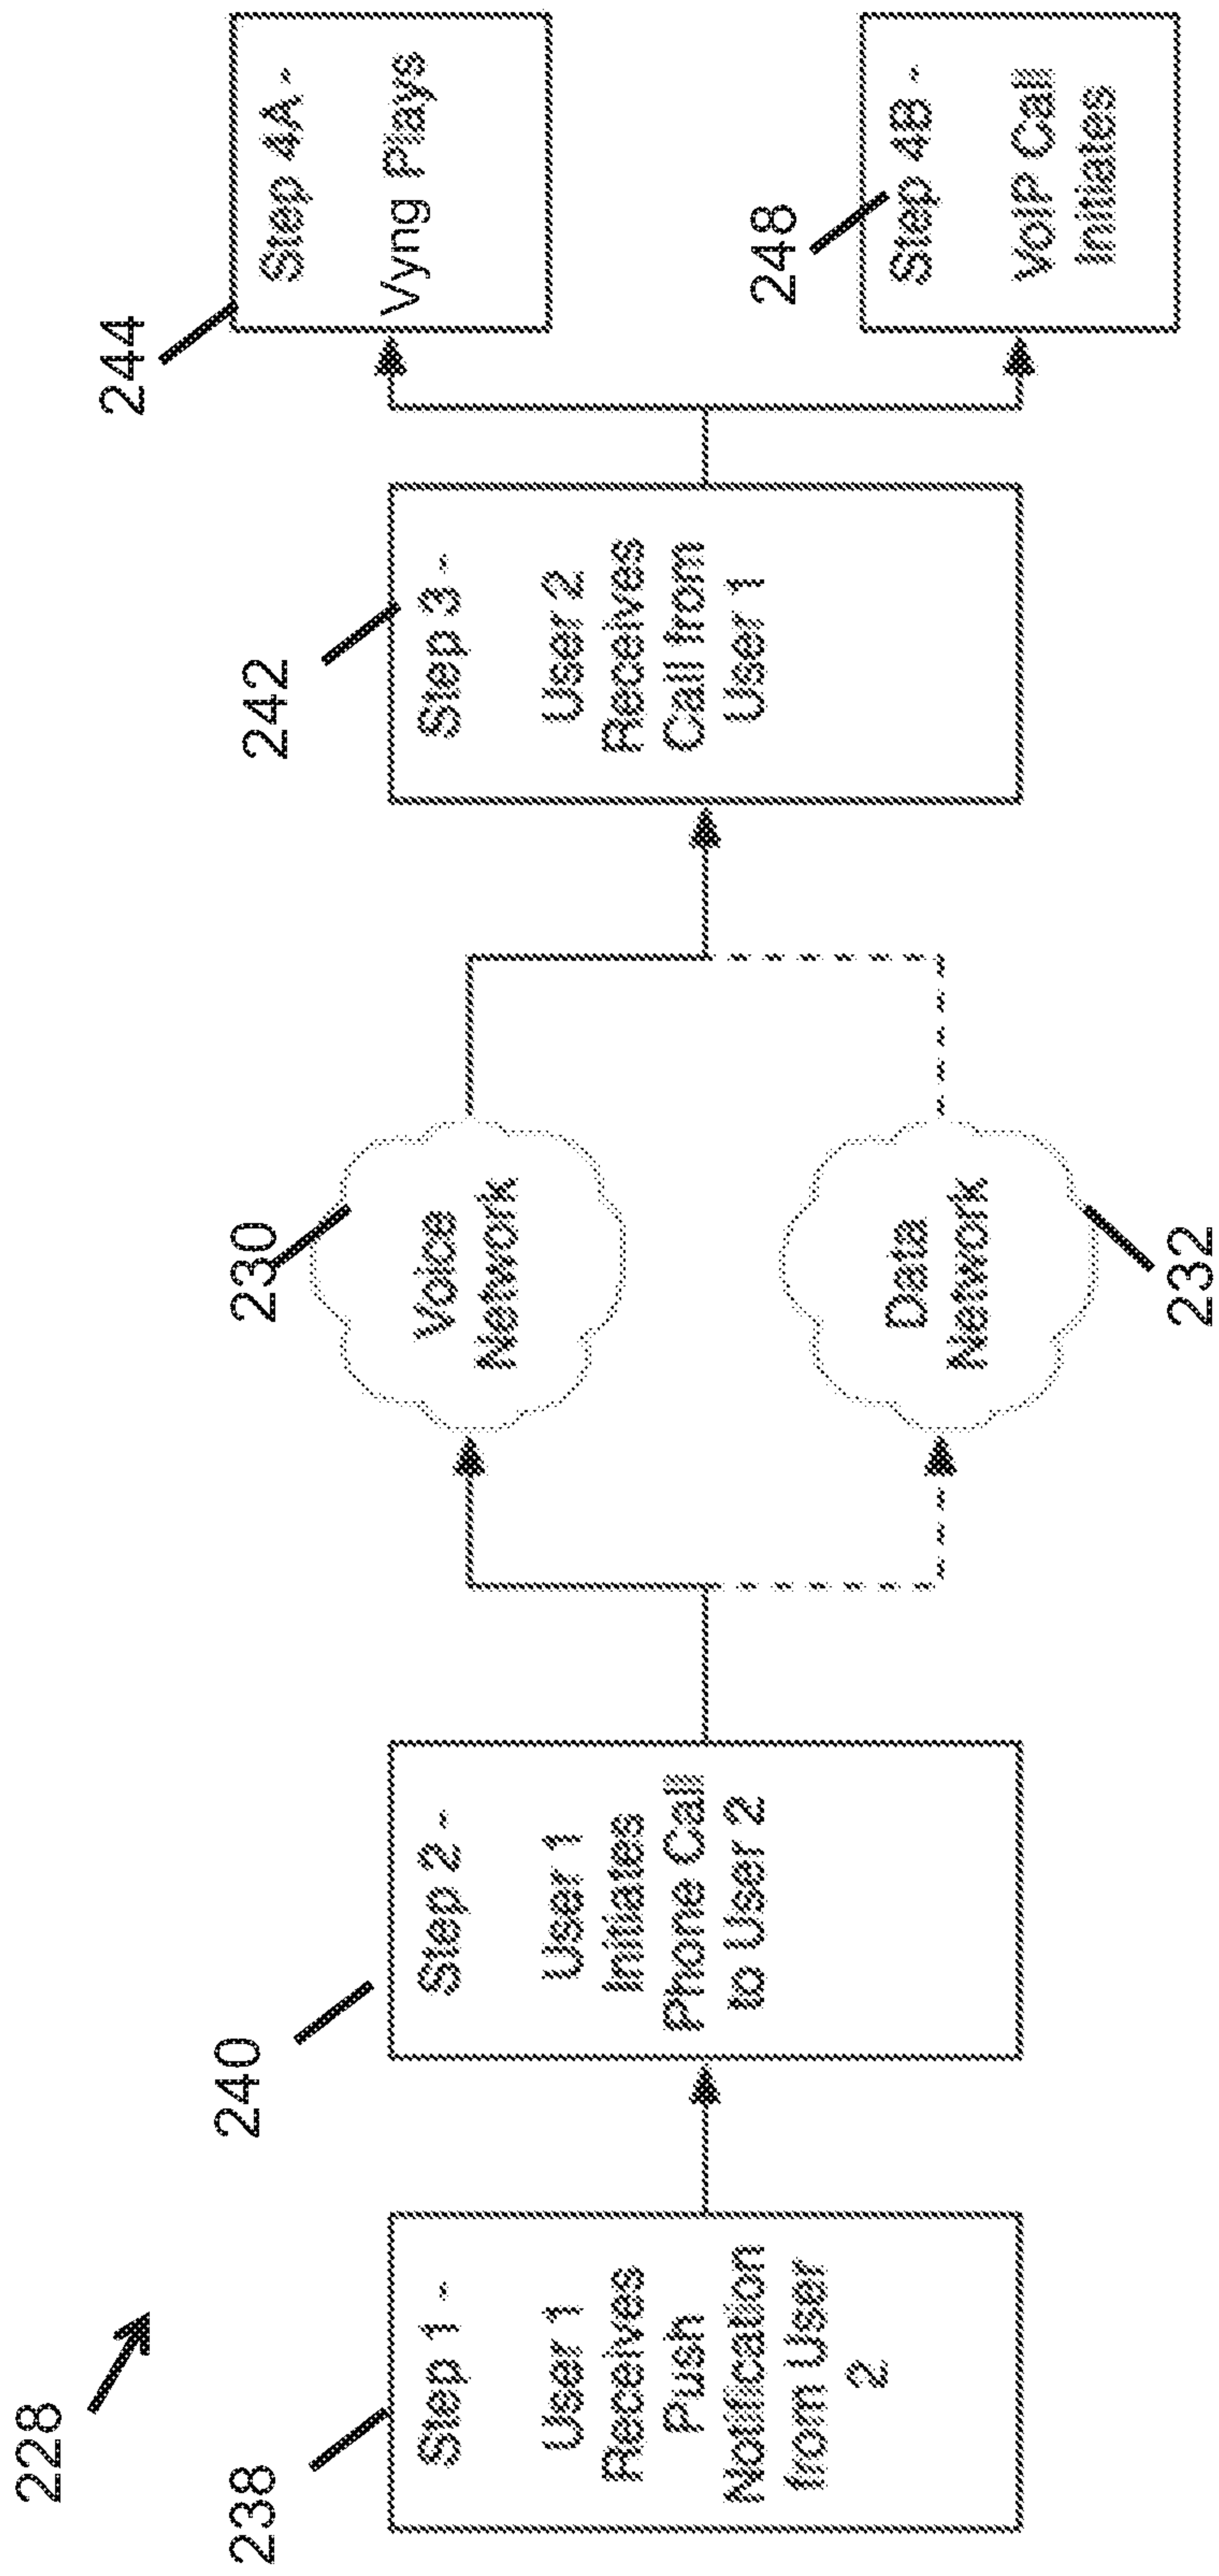 228
238
Step 1 -
User 1
Receives
Push
Notification
from User
2
240
Step 2 -
User 1
Initiates
Phone Call
to User 2
230
Voice
Network
Data
Network
232
242
Step 3 -
User 2
Receives
Call from
User 1
244
Step 4A -
Vyng Plays
248
Step 4B -
VoIP Call
Initiates